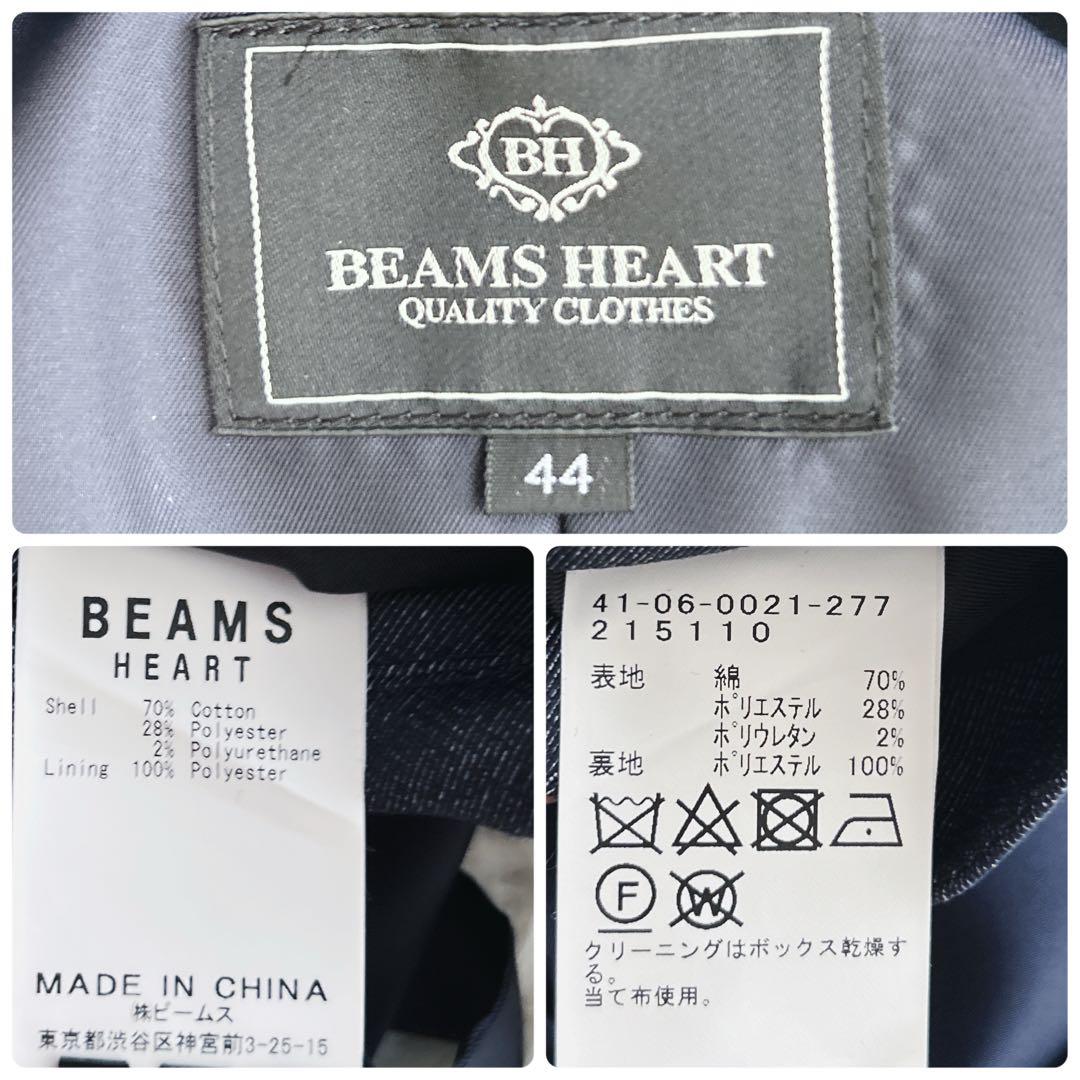 BH
BEAMS HEART
QUALITY CLOTHES
44
BEAMS
HEART
Shell 70% Cotton
28% Polyester
2% Polyurethane
Lining 100% Polyester
MADE IN CHINA
㈱ビームス
東京都渋谷区神宮前3-25-15
41-06-0021-277
215110
表地 綿 70%
ポリエステル 28%
ポリウレタン 2%
裏地 ポリエステル 100%
F W
クリーニングはボックス乾燥す
る。
当て布使用。